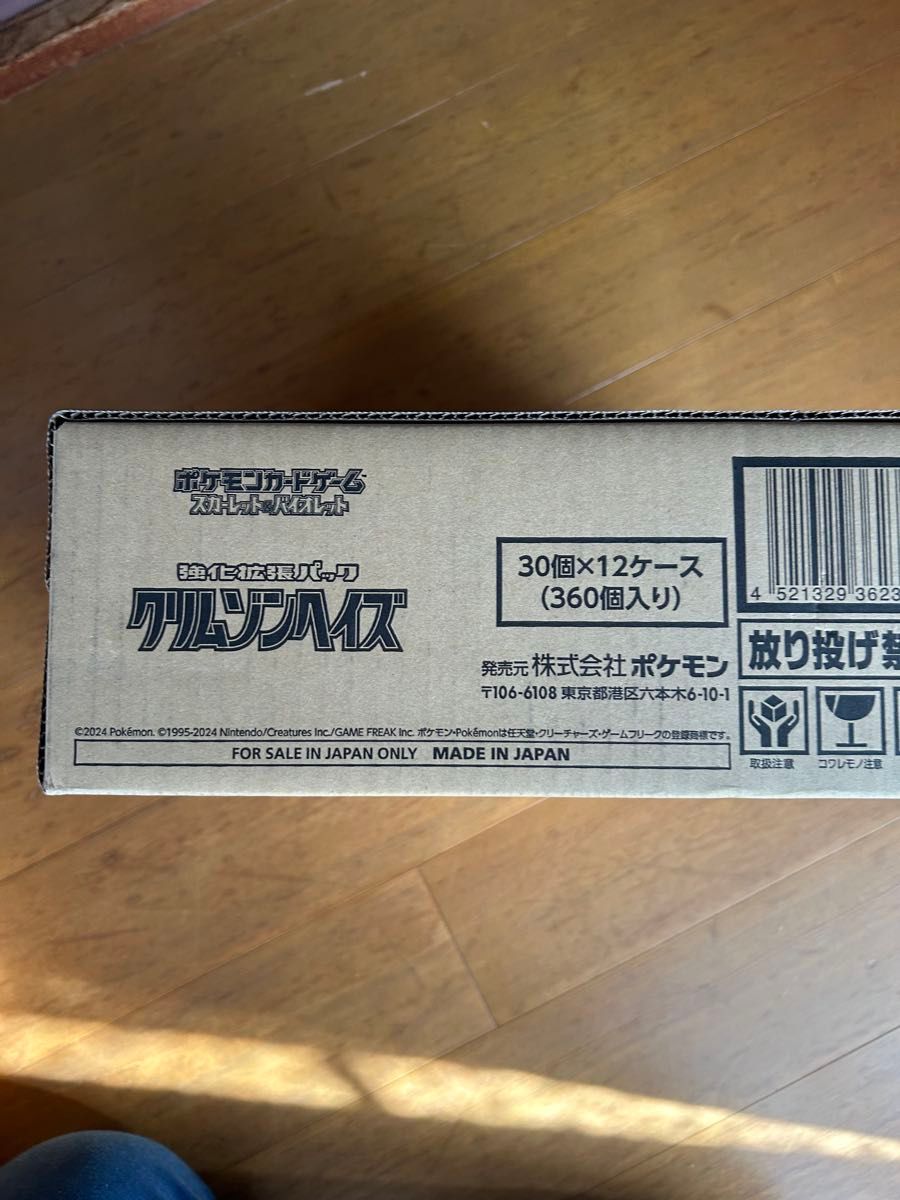 ポケモンカードゲーム
スカーレット&バイオレット
強化拡張パック
クリムゾンヘイズ
30個×12ケース
(360個入り)
4 521329 3623
放り投げ禁
発売元 株式会社 ポケモン
〒106-6108 東京都港区六本木6-10-1
取扱注意
コワレモノ注意
©2024 Pokémon. ©1995-2024 Nintendo/Creatures Inc./GAME FREAK Inc. ポケモン・Pokémonは任天堂・クリーチャーズ・ゲームフリークの登録商標です。
FOR SALE IN JAPAN ONLY MADE IN JAPAN